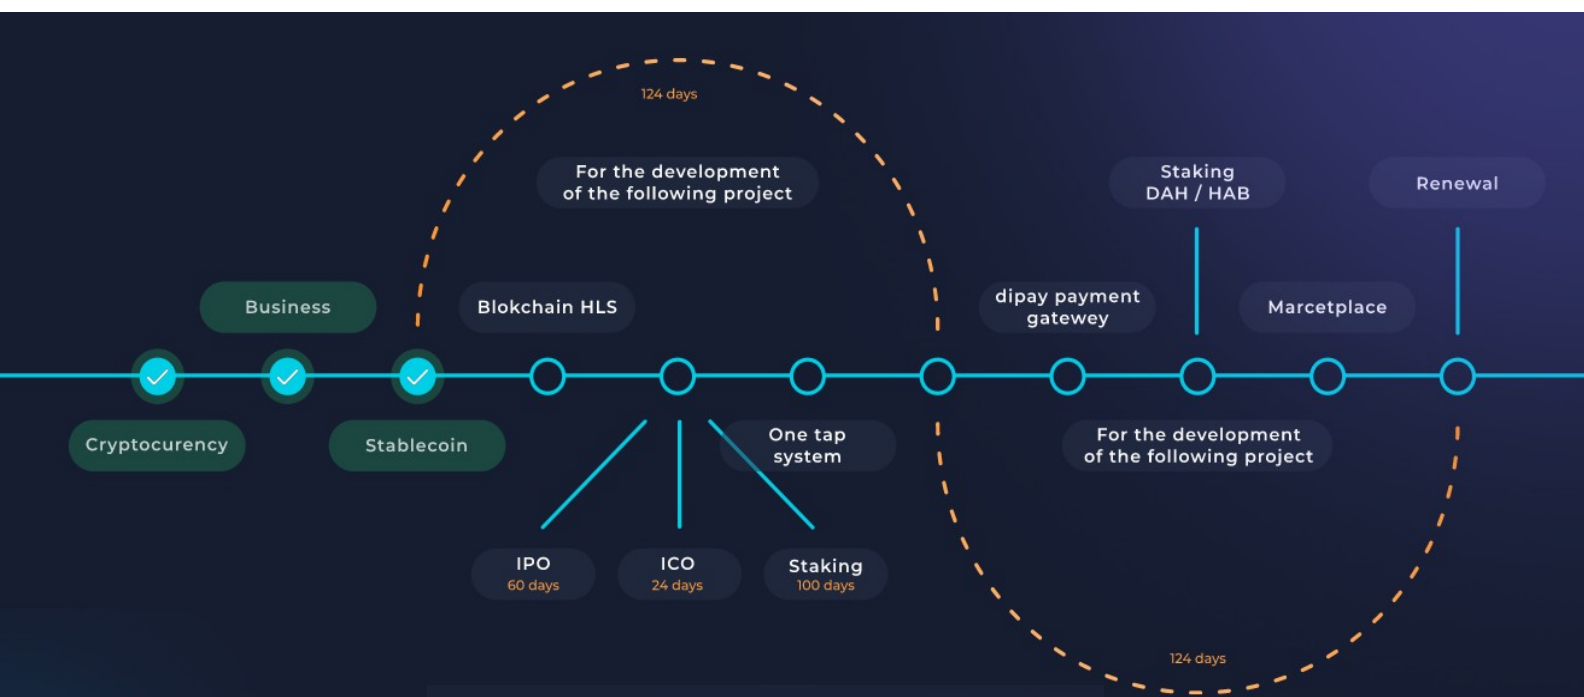 124 days
For the development
of the following project
Staking
DAH / HAB
Renewal
Business
Blokchain HLS
dipay payment
gatewey
Marcetplace
Cryptocurency
Stablecoin
One tap
system
For the development
of the following project
IPO
60 days
ICO
24 days
Staking
100 days
124 days